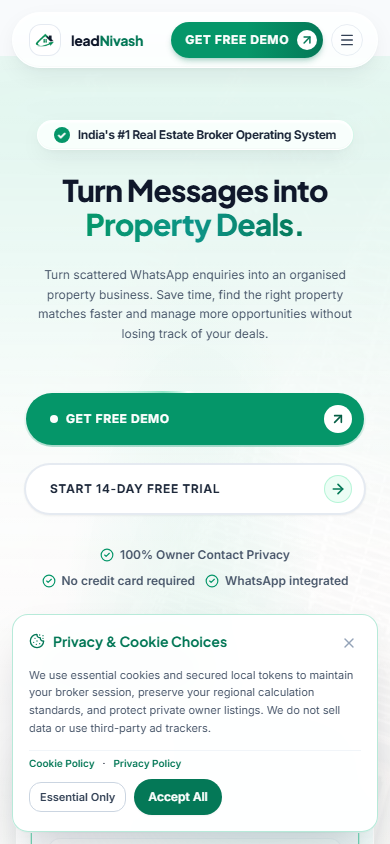 leadNivash
GET FREE DEMO
India's #1 Real Estate Broker Operating System
Turn Messages into
Property Deals.
Turn scattered WhatsApp enquiries into an organised
property business. Save time, find the right property
matches faster and manage more opportunities without
losing track of your deals.
GET FREE DEMO
START 14-DAY FREE TRIAL
100% Owner Contact Privacy
No credit card required WhatsApp integrated
Privacy & Cookie Choices
We use essential cookies and secured local tokens to maintain
your broker session, preserve your regional calculation
standards, and protect private owner listings. We do not sell
data or use third-party ad trackers.
Cookie Policy · Privacy Policy
Essential Only Accept All